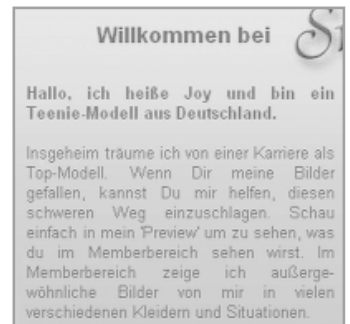 Willkommen bei
Hallo, ich heiße Joy und bin ein
Teenie-Modell aus Deutschland.
Insgeheim träume ich von einer Karriere als
Top-Modell. Wenn Dir meine Bilder
gefallen, kannst Du mir helfen, diesen
schweren Weg einzuschlagen. Schau
einfach in mein 'Preview' um zu sehen, was
du im Memberbereich sehen wirst. Im
Memberbereich zeige ich außerge-
wöhnliche Bilder von mir in vielen
verschiedenen Kleidern und Situationen.